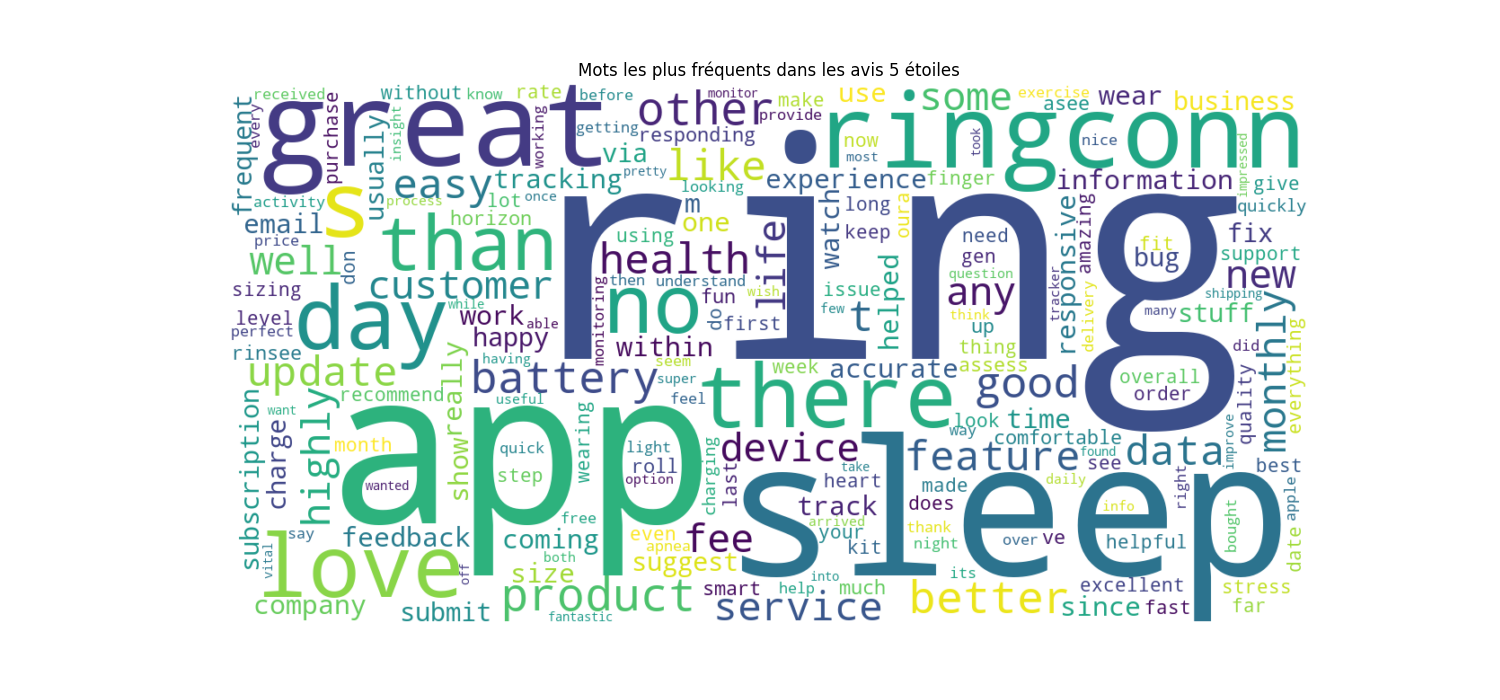 Mots les plus fréquents dans les avis 5 étoiles
received
without
know
rate
before
monitor
use
some
exercise
wear
business
every
great
purchase
insight
working
getting
other
provide
make
asee
frequent
usually
responding
via
like
now
most
ringconn
took
nice
impressed
s
easy
tracking
pretty
looking
experience
finger
information
give
activity
process
once
lot
horizon
m
one
long
oura
quickly
email
price
than
using
life
watch
keep
need
gen
responsive
amazing
fix
fit
bug
support
well
don
customer
health
ring
question
new
sizing
level
perfect
day
while
work
able
happy
then
understand
no
fun
wish
do
first
few
issue
t
helped
any
think
up
tracker
delivery
shipping
many
stuff
monthly
rinsee
update
having
monitoring
within
seem
thing
assess
did
everything
recommend
battery
super
feel
useful
there
week
accurate
good
overall
order
quality
want
highly
really
show
subscription
charge
month
wearing
quick
light
roll
option
step
wanted
app
charging
last
device
look
time
way
comfortable
feature
found
see
data
improve
best
take
heart
made
daily
right
apple
say
feedback
free
coming
both
even
apnea
fee
suggest
sleep
track
does
arrived
your
kit
thank
night
over
ve
info
helpful
bought
date
vital
love
off
size
company
submit
product
fantastic
smart
service
help
into
much
its
better
since
excellent
fast
stress
far